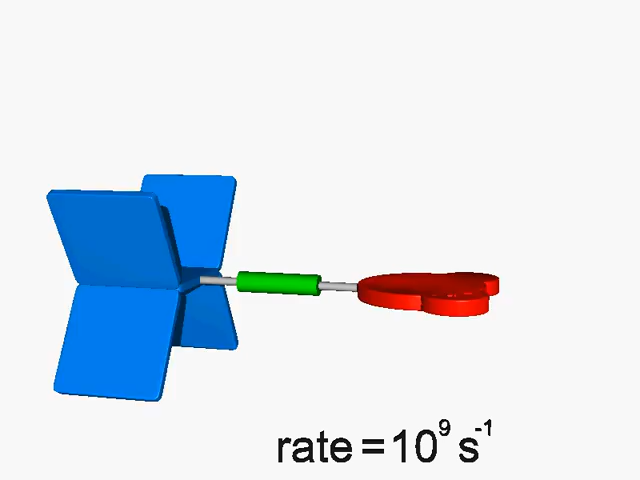 rate = 10⁹ s⁻¹